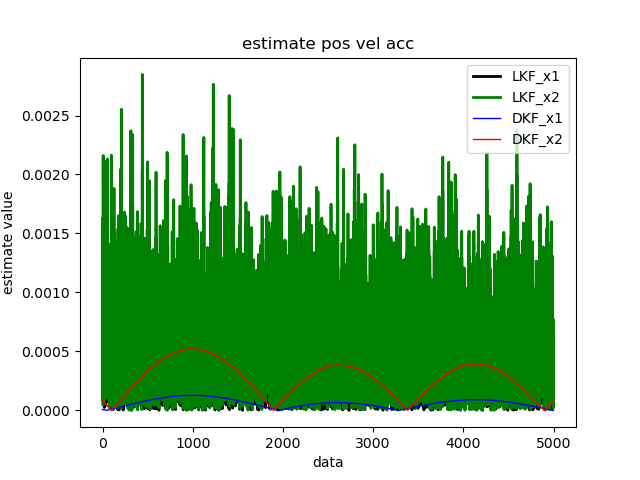 estimate pos vel acc
LKF_x1
LKF_x2
DKF_x1
DKF_x2
estimate value
0.0025
0.0020
0.0015
0.0010
0.0005
0.0000
0 1000 2000 3000 4000 5000
data